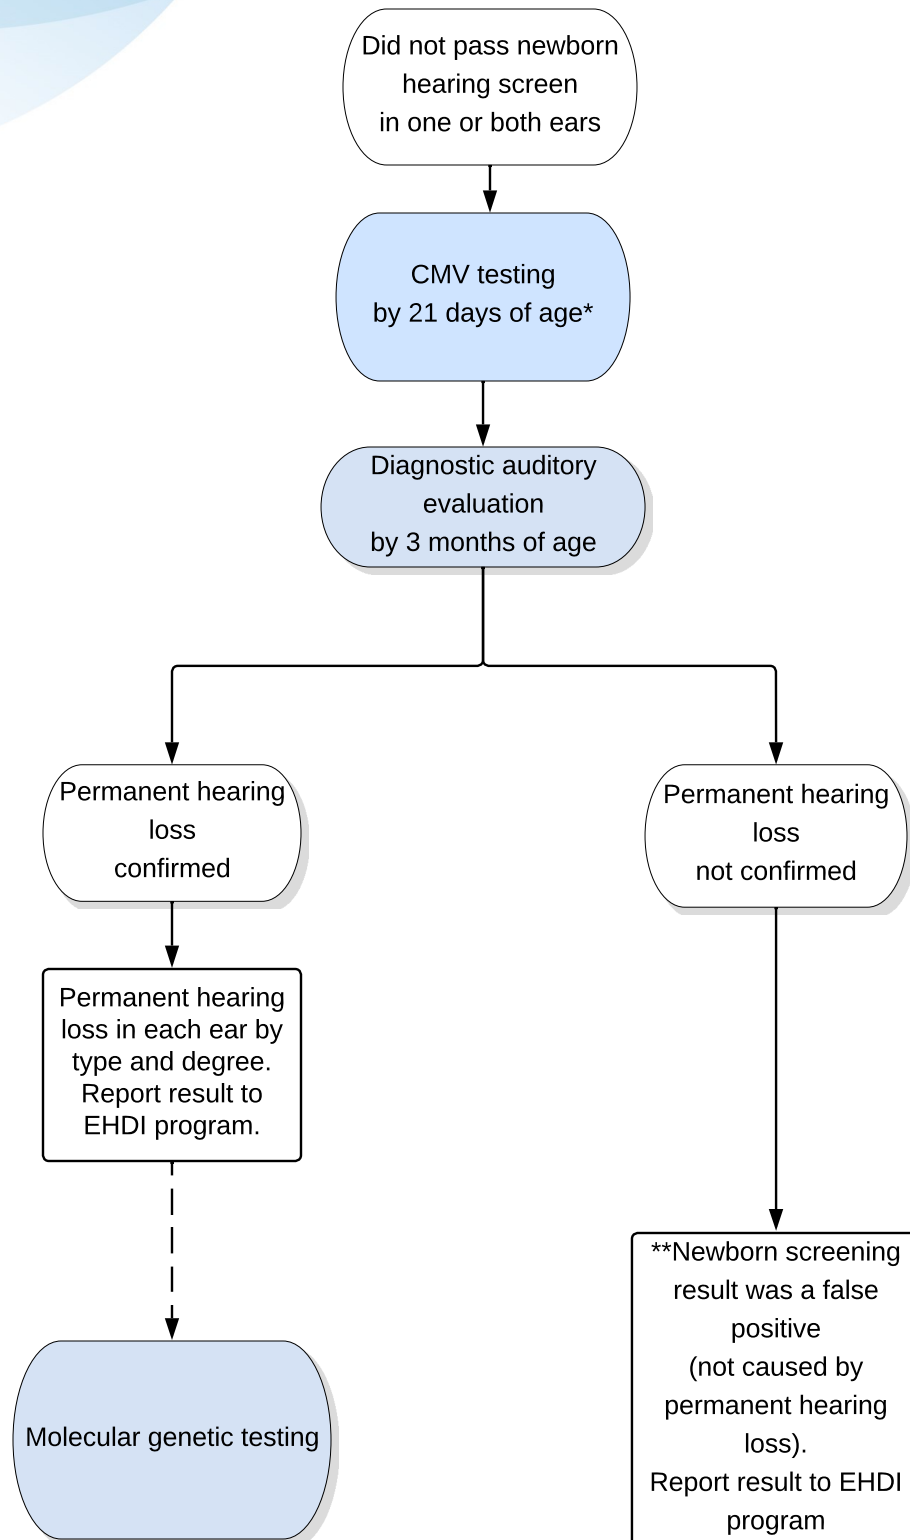 Did not pass newborn
hearing screen
in one or both ears
CMV testing
by 21 days of age*
Diagnostic auditory
evaluation
by 3 months of age
Permanent hearing
loss
confirmed
Permanent hearing
loss
not confirmed
Permanent hearing
loss in each ear by
type and degree.
Report result to
EHDI program.
**Newborn screening
result was a false
positive
(not caused by
permanent hearing
loss).
Report result to EHDI
program
Molecular genetic testing